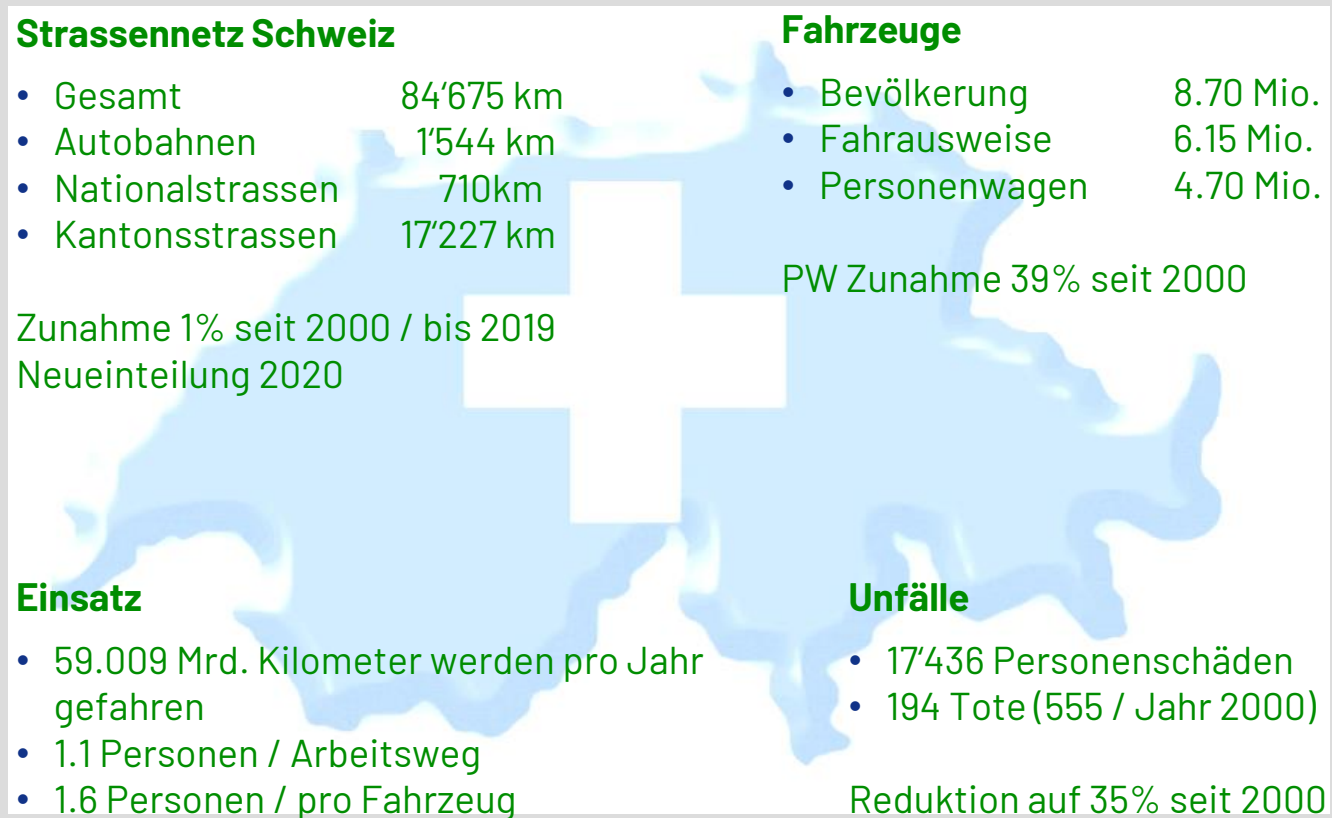 Strassennetz Schweiz
• Gesamt 84‘675 km
• Autobahnen 1‘544 km
• Nationalstrassen 710km
• Kantonsstrassen 17‘227 km
Zunahme 1% seit 2000 / bis 2019
Neueinteilung 2020
Fahrzeuge
• Bevölkerung 8.70 Mio.
• Fahrausweise 6.15 Mio.
• Personenwagen 4.70 Mio.
PW Zunahme 39% seit 2000
Einsatz
• 59.009 Mrd. Kilometer werden pro Jahr
gefahren
• 1.1 Personen / Arbeitsweg
• 1.6 Personen / pro Fahrzeug
Unfälle
• 17‘436 Personenschäden
• 194 Tote (555 / Jahr 2000)
Reduktion auf 35% seit 2000